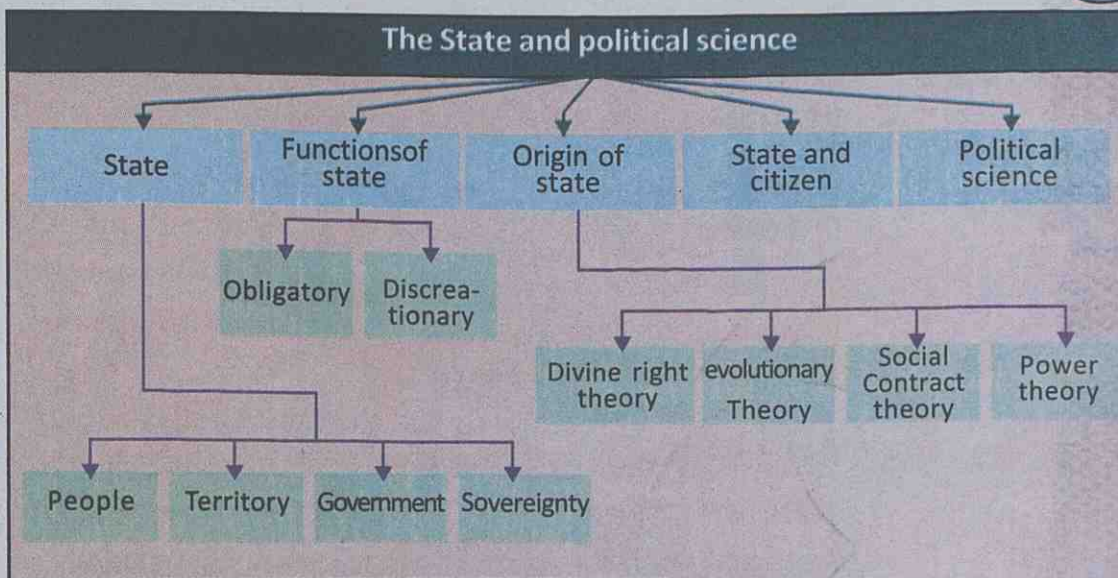 The State and political science
State
Functionsof
state
Origin of
state
State and
citizen
Political
science
Obligatory
Discrea-
tionary
Divine right
theory
evolutionary
Theory
Social
Contract
theory
Power
theory
People
Territory
Government
Sovereignty